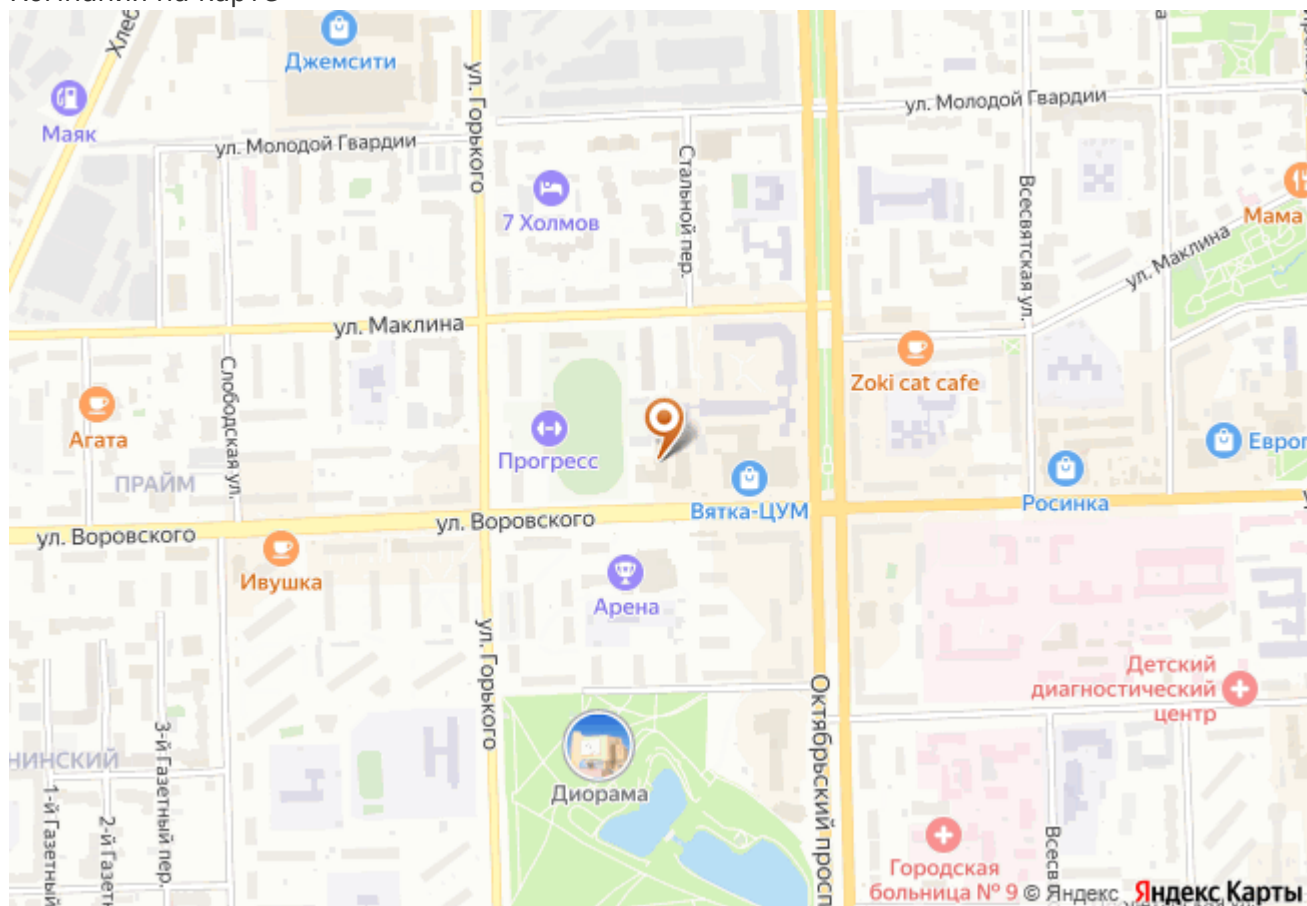 Хлеб
Джемсити
ул. Горького
Маяк
ул. Молодой Гвардии
ул. Молодой Гвардии
7 Холмов
Стальной пер.
Всесвятская ул.
Мама
ул. Маклина
ул. Маклина
Слободская ул.
Zoki cat cafe
Агата
Прогресс
ПРАЙМ
Вятка-ЦУМ
Росинка
Европ
ул. Воровского
ул. Воровского
Ивушка
Арена
ул. Горького
Октябрьский просп
Детский
диагностический
центр
НИНСКИЙ
3-й Газетный пер.
Диорама
1-й Газетный
2-й Газетн
Городская
больница № 9
Всесв
© Яндекс
Яндекс Карты